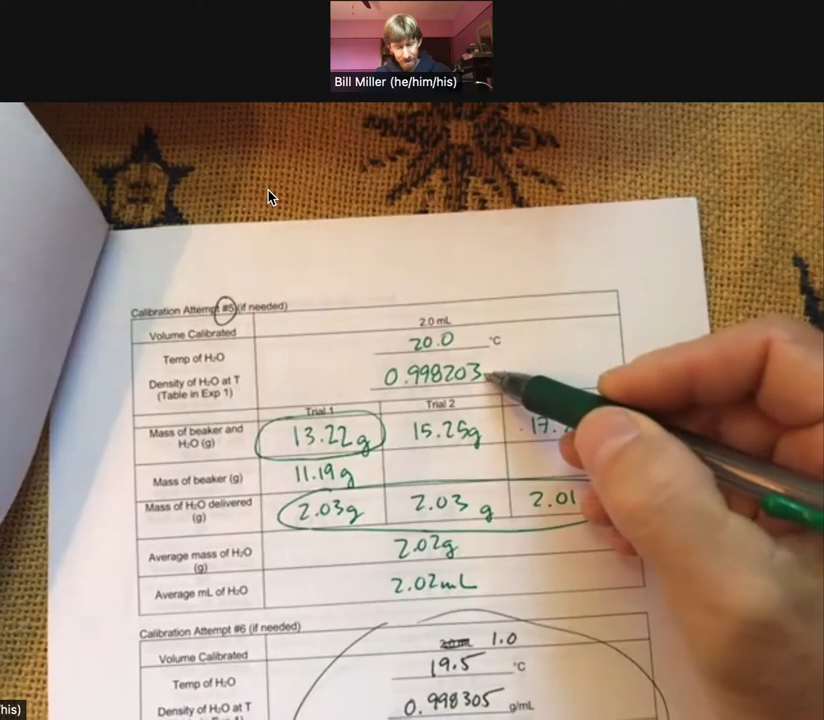 Bill Miller (he/him/his)
Calibration Attempt #5 (if needed)
Volume Calibrated 2.0 mL
Temp of H₂O 20.0 °C
Density of H₂O at T
(Table in Exp 1) 0.998203
Trial 1 Trial 2
Mass of beaker and
H₂O (g) 13.22g 15.25g 17.
Mass of beaker (g) 11.19g
Mass of H₂O delivered
(g) 2.03g 2.03 g 2.01
Average mass of H₂O
(g) 2.02g
Average mL of H₂O 2.02mL
Calibration Attempt #6 (if needed)
Volume Calibrated 1.0
Temp of H₂O 19.5 °C
Density of H₂O at T 0.998305 g/mL
his)